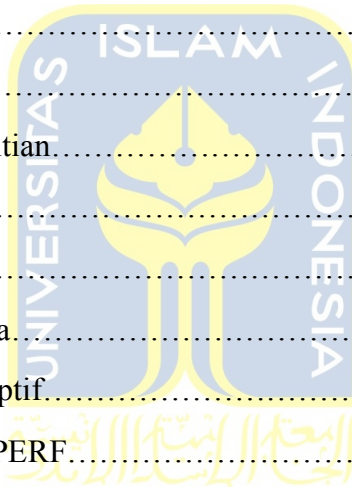 ..........................................
ISLAM
UNIVERSITAS
INDONESIA
..........................................
tian..........................................
..........................................
..........................................
a..........................................
ptif..........................................
PERF..........................................